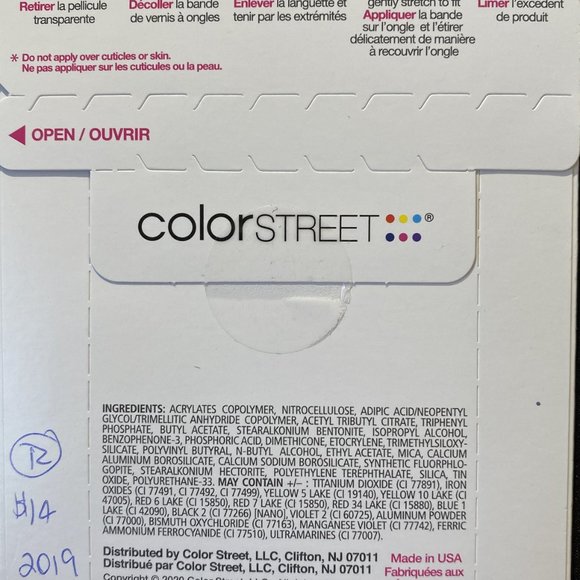 Retirer la pellicule
transparente
Décoller la bande
de vernis à ongles
Enlever la languette et
tenir par les extrémités
gently stretch to fit
Appliquer la bande
sur l'ongle et l'étirer
délicatement de manière
à recouvrir l'ongle
Limer l'excédent
de produit
* Do not apply over cuticles or skin.
Ne pas appliquer sur les cuticules ou la peau.
OPEN / OUVRIR
colorSTREET ®
INGREDIENTS: ACRYLATES COPOLYMER, NITROCELLULOSE, ADIPIC ACID/NEOPENTYL
GLYCOL/TRIMELLITIC ANHYDRIDE COPOLYMER, ACETYL TRIBUTYL CITRATE, TRIPHENYL
PHOSPHATE, BUTYL ACETATE, STEARALKONIUM BENTONITE, ISOPROPYL ALCOHOL,
BENZOPHENONE-3, PHOSPHORIC ACID, DIMETHICONE, ETOCRYLENE, TRIMETHYLSILOXY-
SILICATE, POLYVINYL BUTYRAL, N-BUTYL ALCOHOL, ETHYL ACETATE, MICA, CALCIUM
ALUMINUM BOROSILICATE, CALCIUM SODIUM BOROSILICATE, SYNTHETIC FLUORPHLO-
GOPITE, STEARALKONIUM HECTORITE, POLYETHYLENE TEREPHTHALATE, SILICA, TIN
OXIDE, POLYURETHANE-33. MAY CONTAIN +/– : TITANIUM DIOXIDE (CI 77891), IRON
OXIDES (CI 77491, CI 77492, CI 77499), YELLOW 5 LAKE (CI 19140), YELLOW 10 LAKE (CI
47005), RED 6 LAKE (CI 15850), RED 7 LAKE (CI 15850), RED 34 LAKE (CI 15880), BLUE 1
LAKE (CI 42090), BLACK 2 (CI 77266) [NANO], VIOLET 2 (CI 60725), ALUMINUM POWDER
(CI 77000), BISMUTH OXYCHLORIDE (CI 77163), MANGANESE VIOLET (CI 77742), FERRIC
AMMONIUM FERROCYANIDE (CI 77510), ULTRAMARINES (CI 77007).
R
$14
2019
Distributed by Color Street, LLC, Clifton, NJ 07011
Distribué par Color Street, LLC, Clifton, NJ 07011
Made in USA
Fabriquées aux